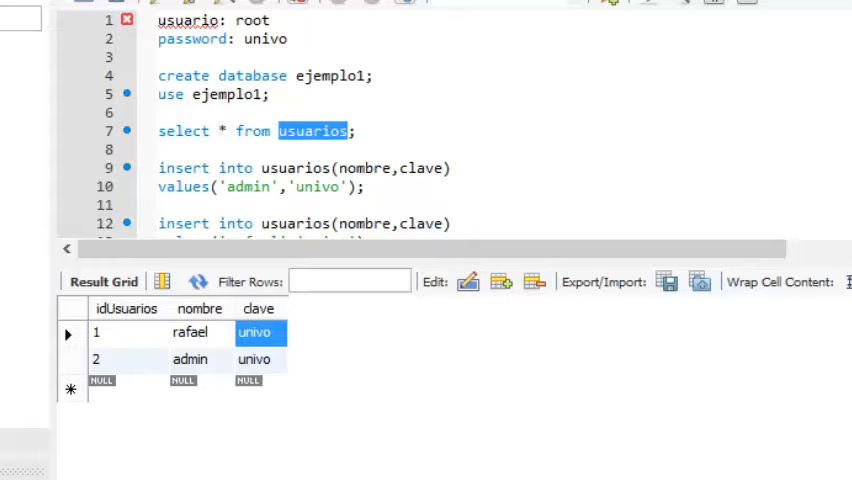 1 usuario: root
2 password: univo
3
4 create database ejemplo1;
5 use ejemplo1;
6
7 select * from usuarios;
8
9 insert into usuarios(nombre,clave)
10 values('admin','univo');
11
12 insert into usuarios(nombre,clave)
Result Grid Filter Rows: Edit: Export/Import: Wrap Cell Content:
idUsuarios nombre clave
1 rafael univo
2 admin univo
NULL NULL NULL